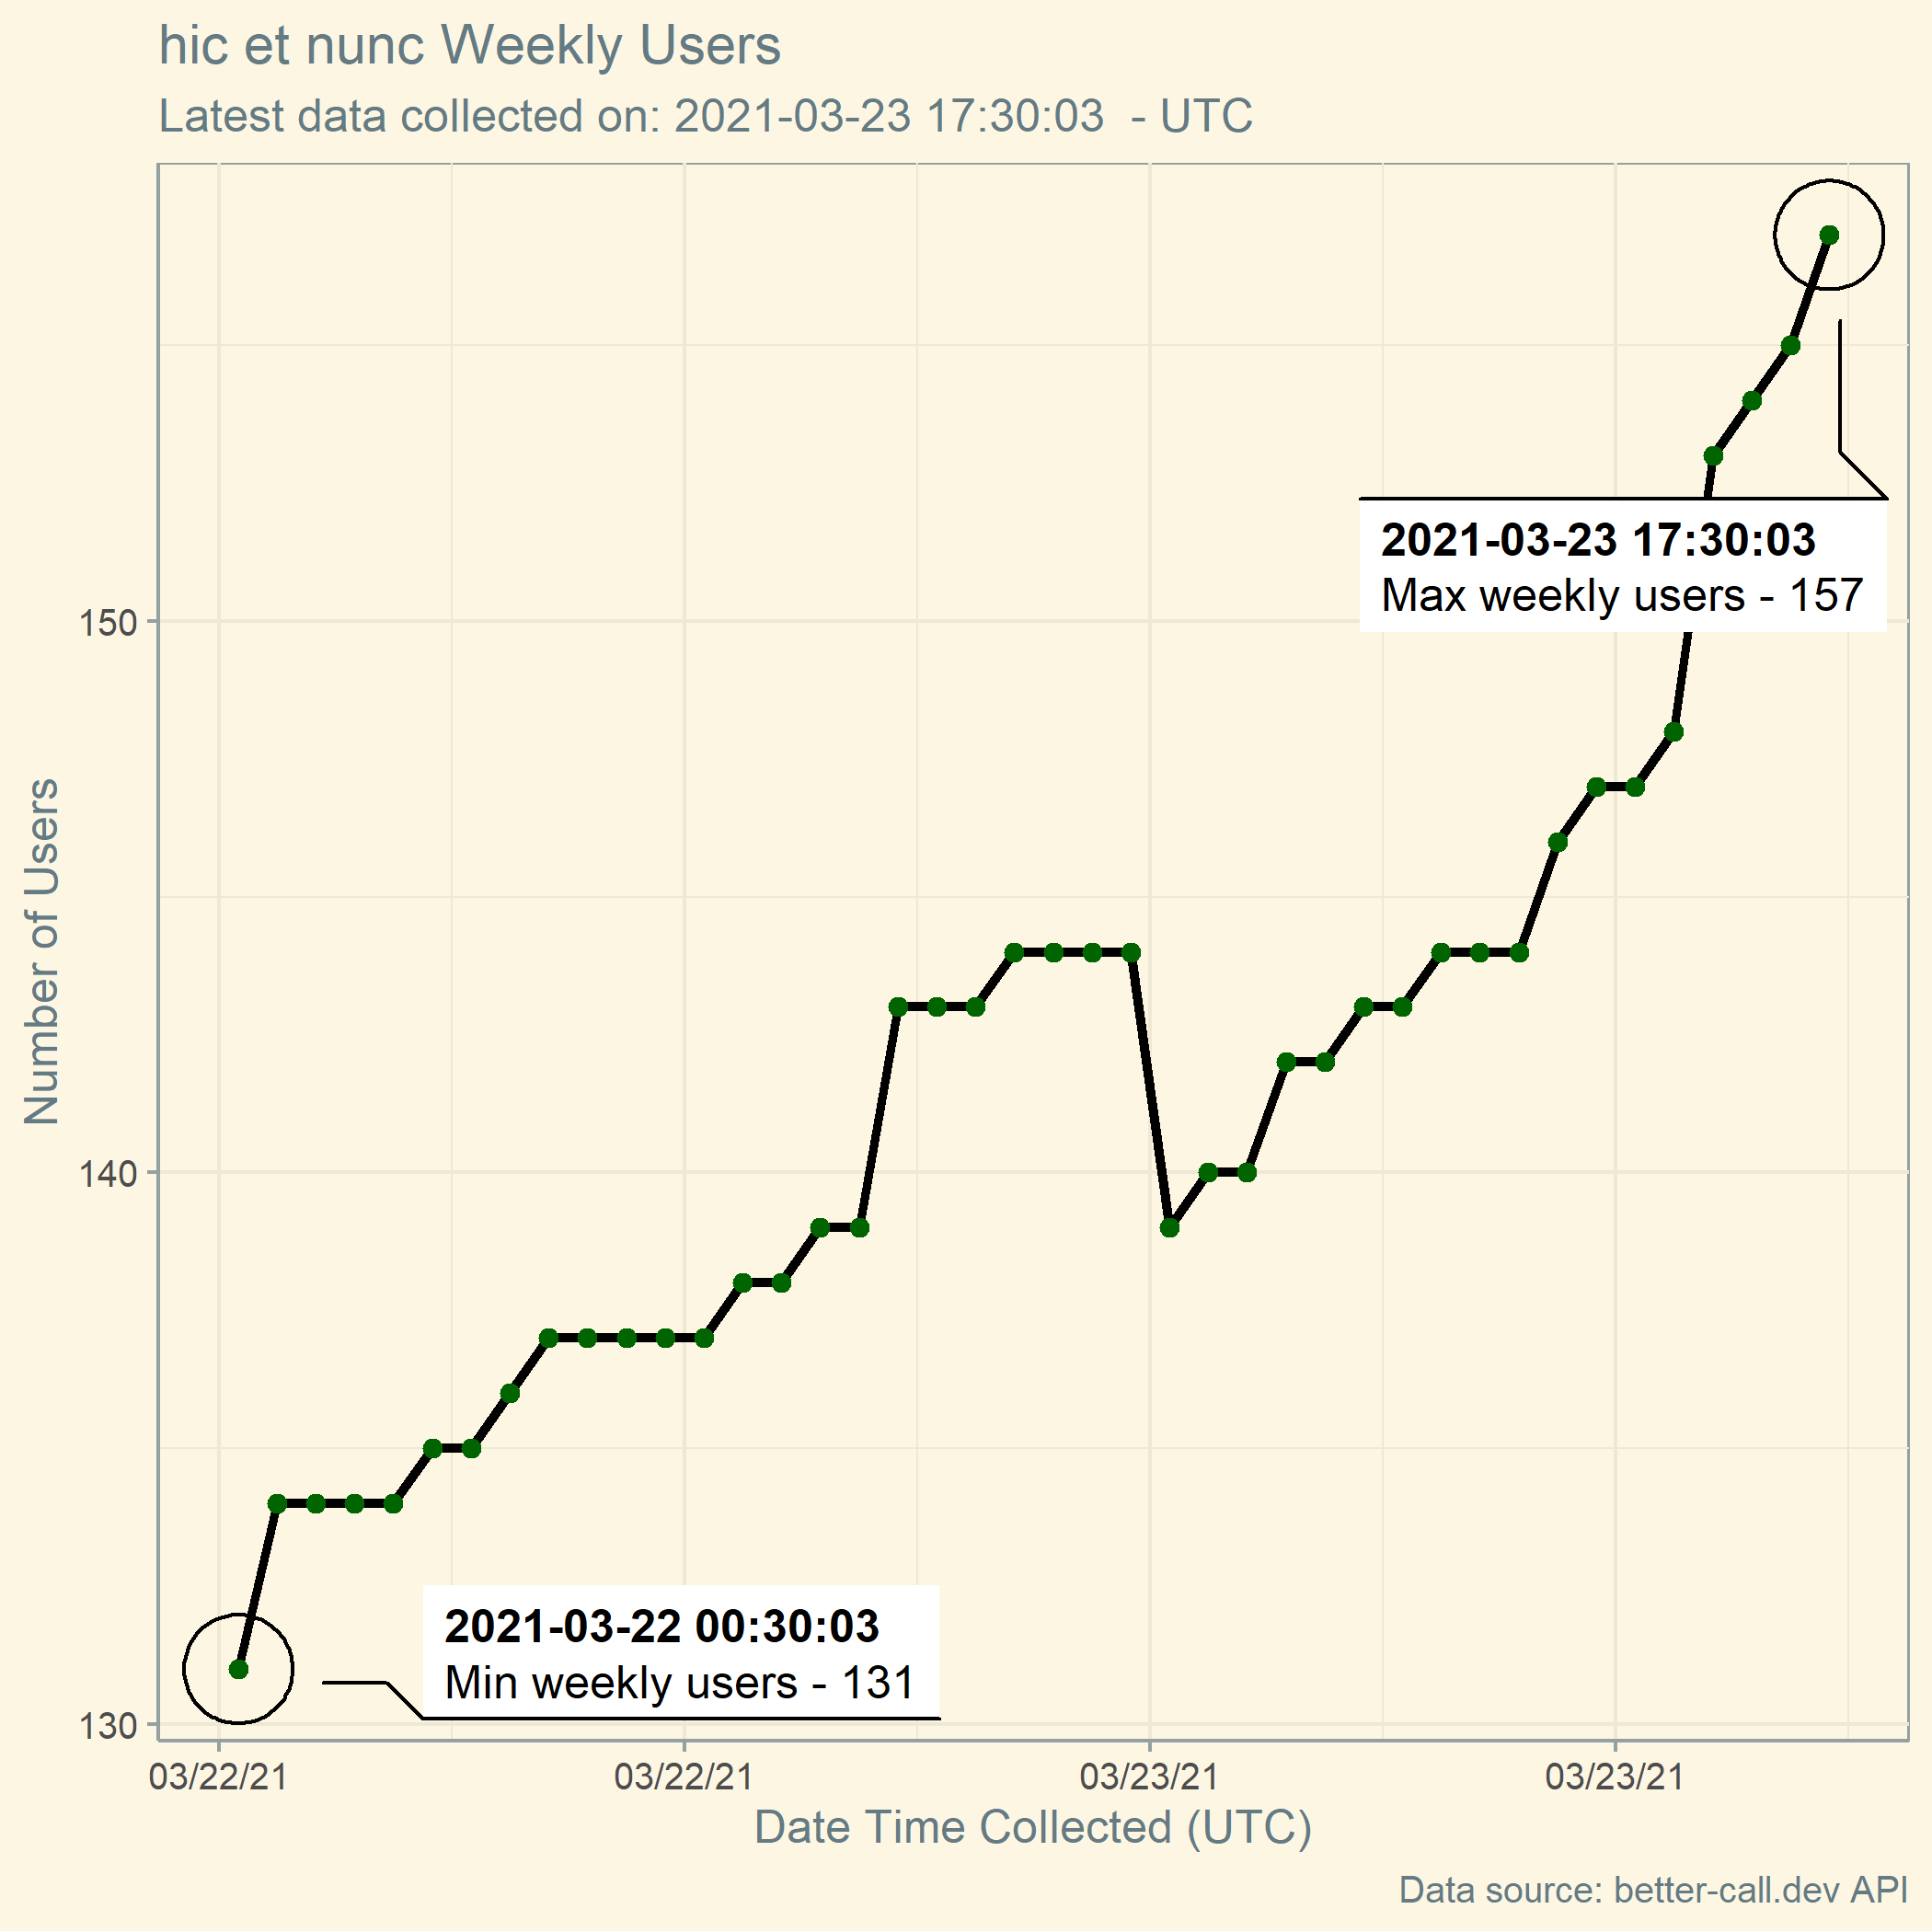 hic et nunc Weekly Users
Latest data collected on: 2021-03-23 17:30:03  - UTC
2021-03-23 17:30:03
Max weekly users - 157
150
Number of Users
140
2021-03-22 00:30:03
Min weekly users - 131
130
03/22/21 03/22/21 03/23/21 03/23/21
Date Time Collected (UTC)
Data source: better-call.dev API